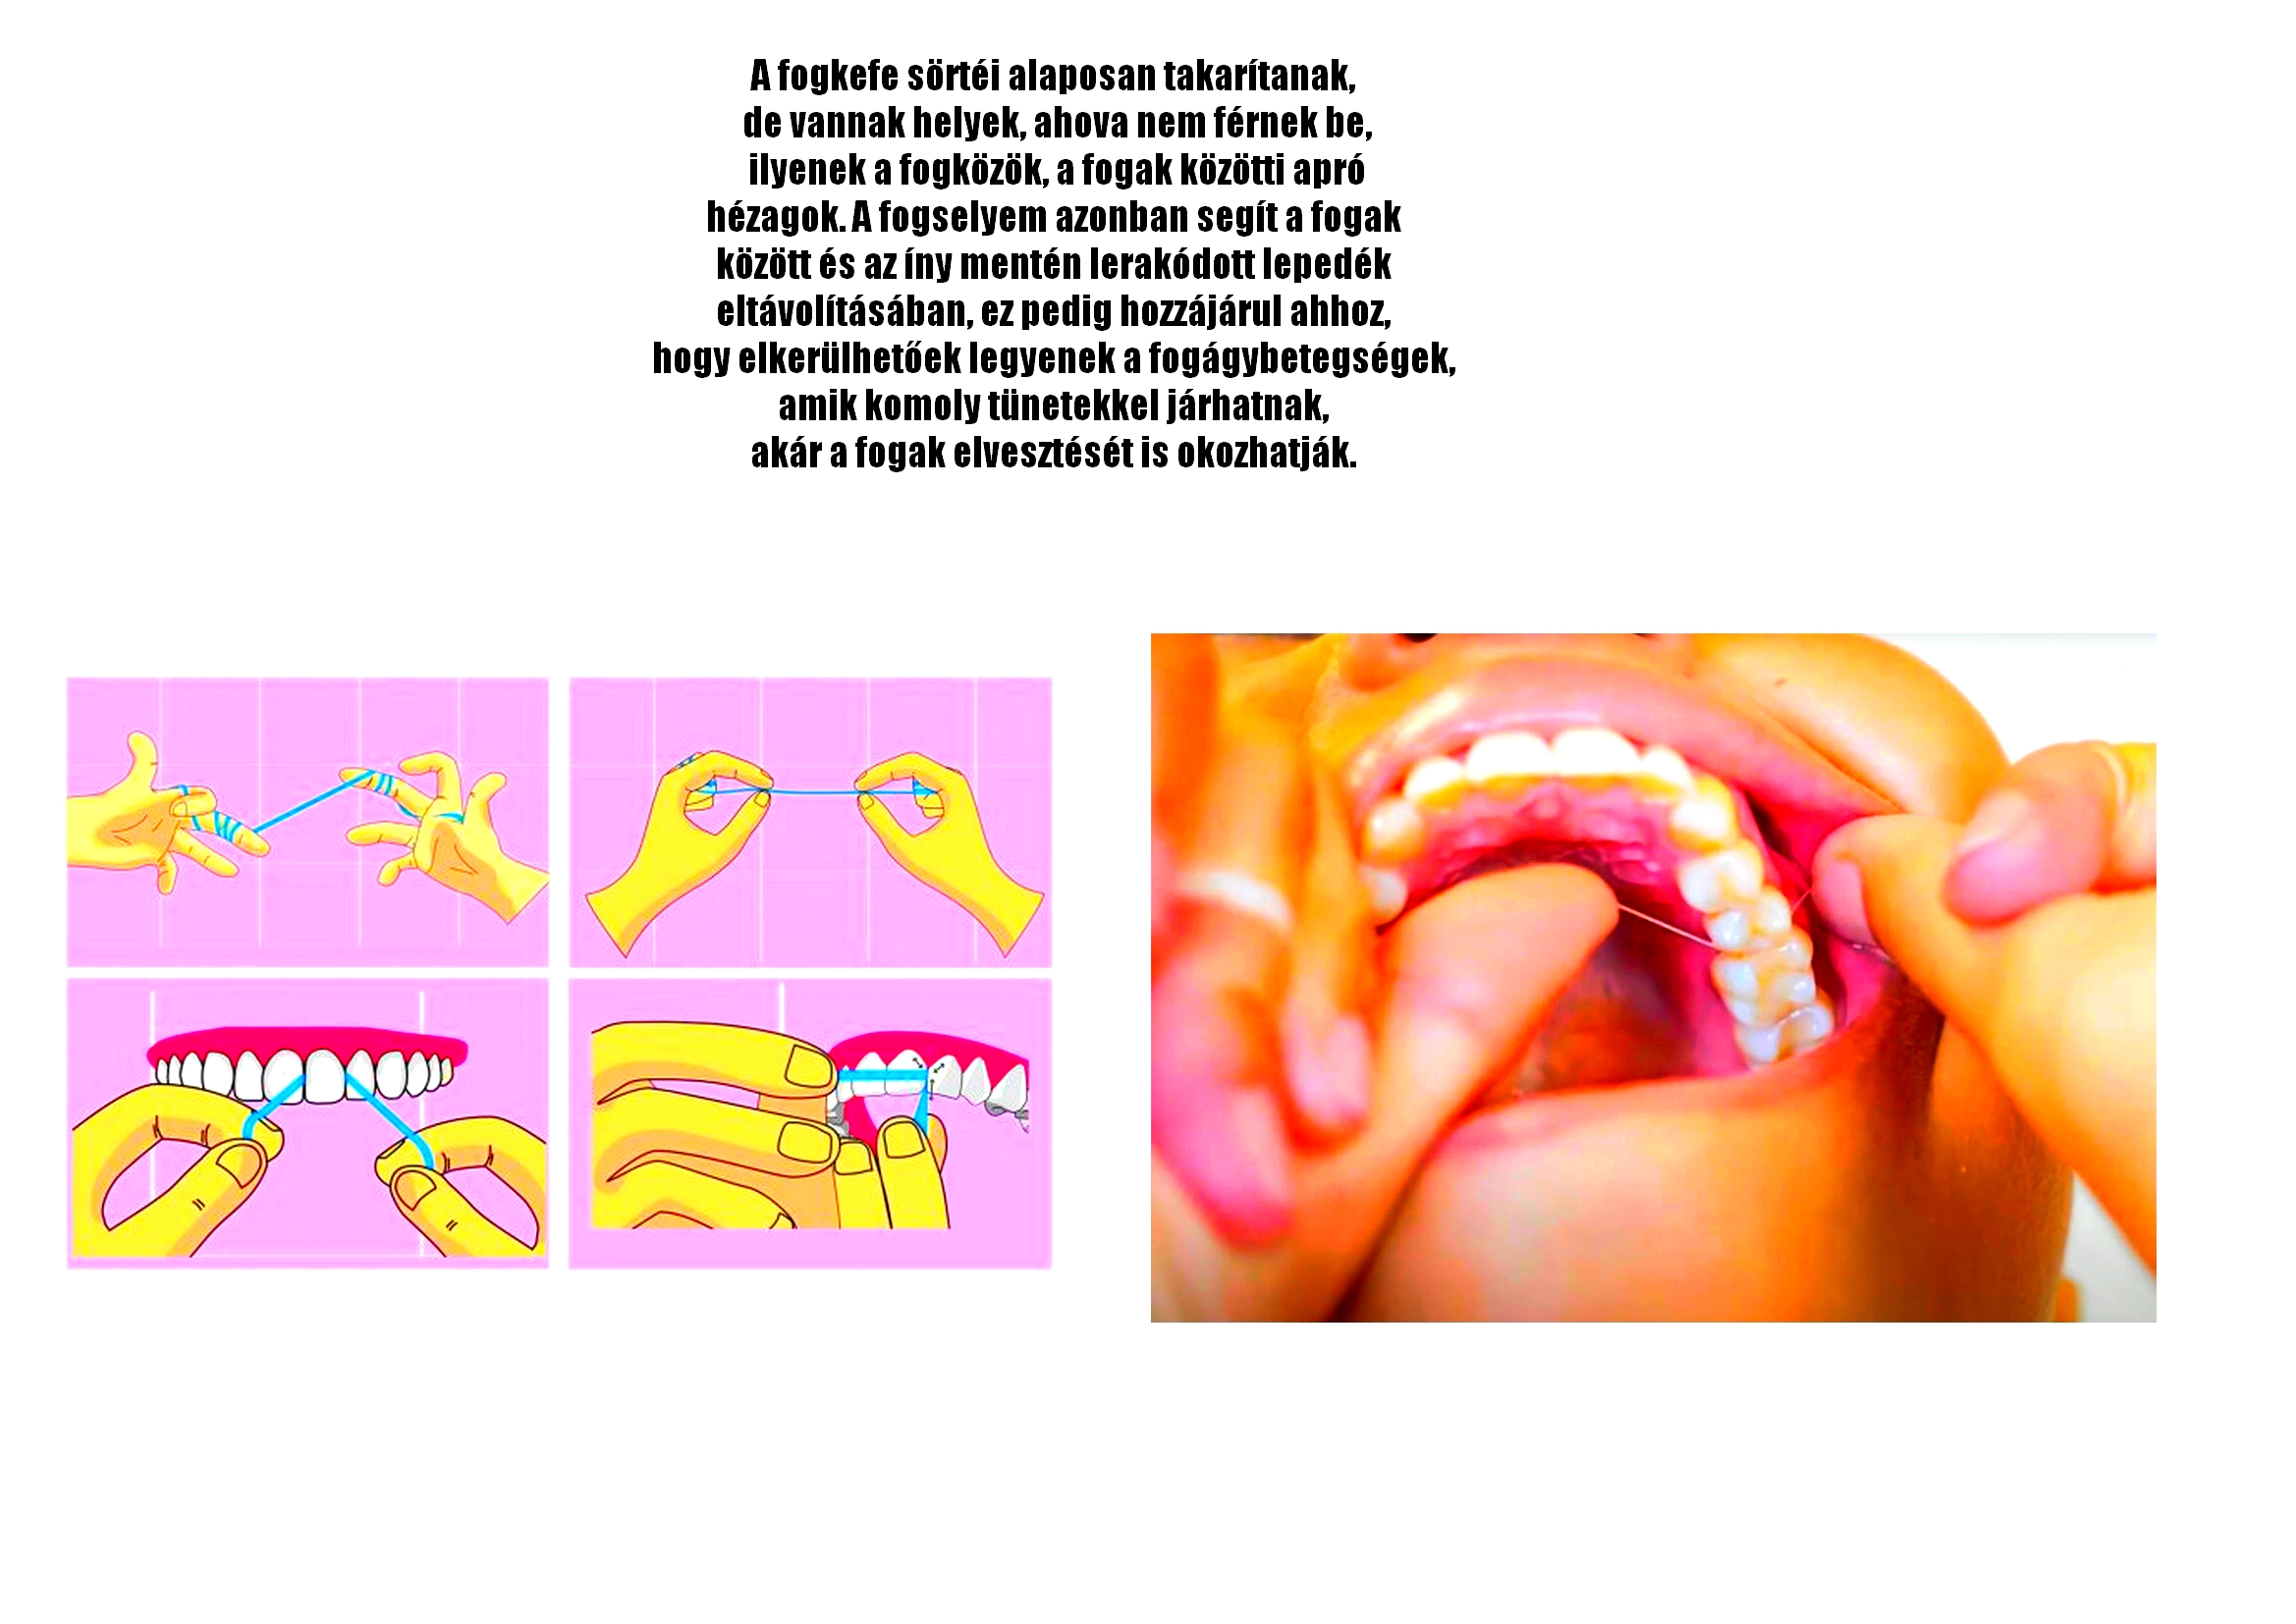 A fogkefe sörtéi alaposan takarítanak,
de vannak helyek, ahova nem férnek be,
ilyenek a fogközök, a fogak közötti apró
hézagok. A fogselyem azonban segít a fogak
között és az íny mentén lerakódott lepedék
eltávolításában, ez pedig hozzájárul ahhoz,
hogy elkerülhetőek legyenek a fogágybetegségek,
amik komoly tünetekkel járhatnak,
akár a fogak elvesztését is okozhatják.